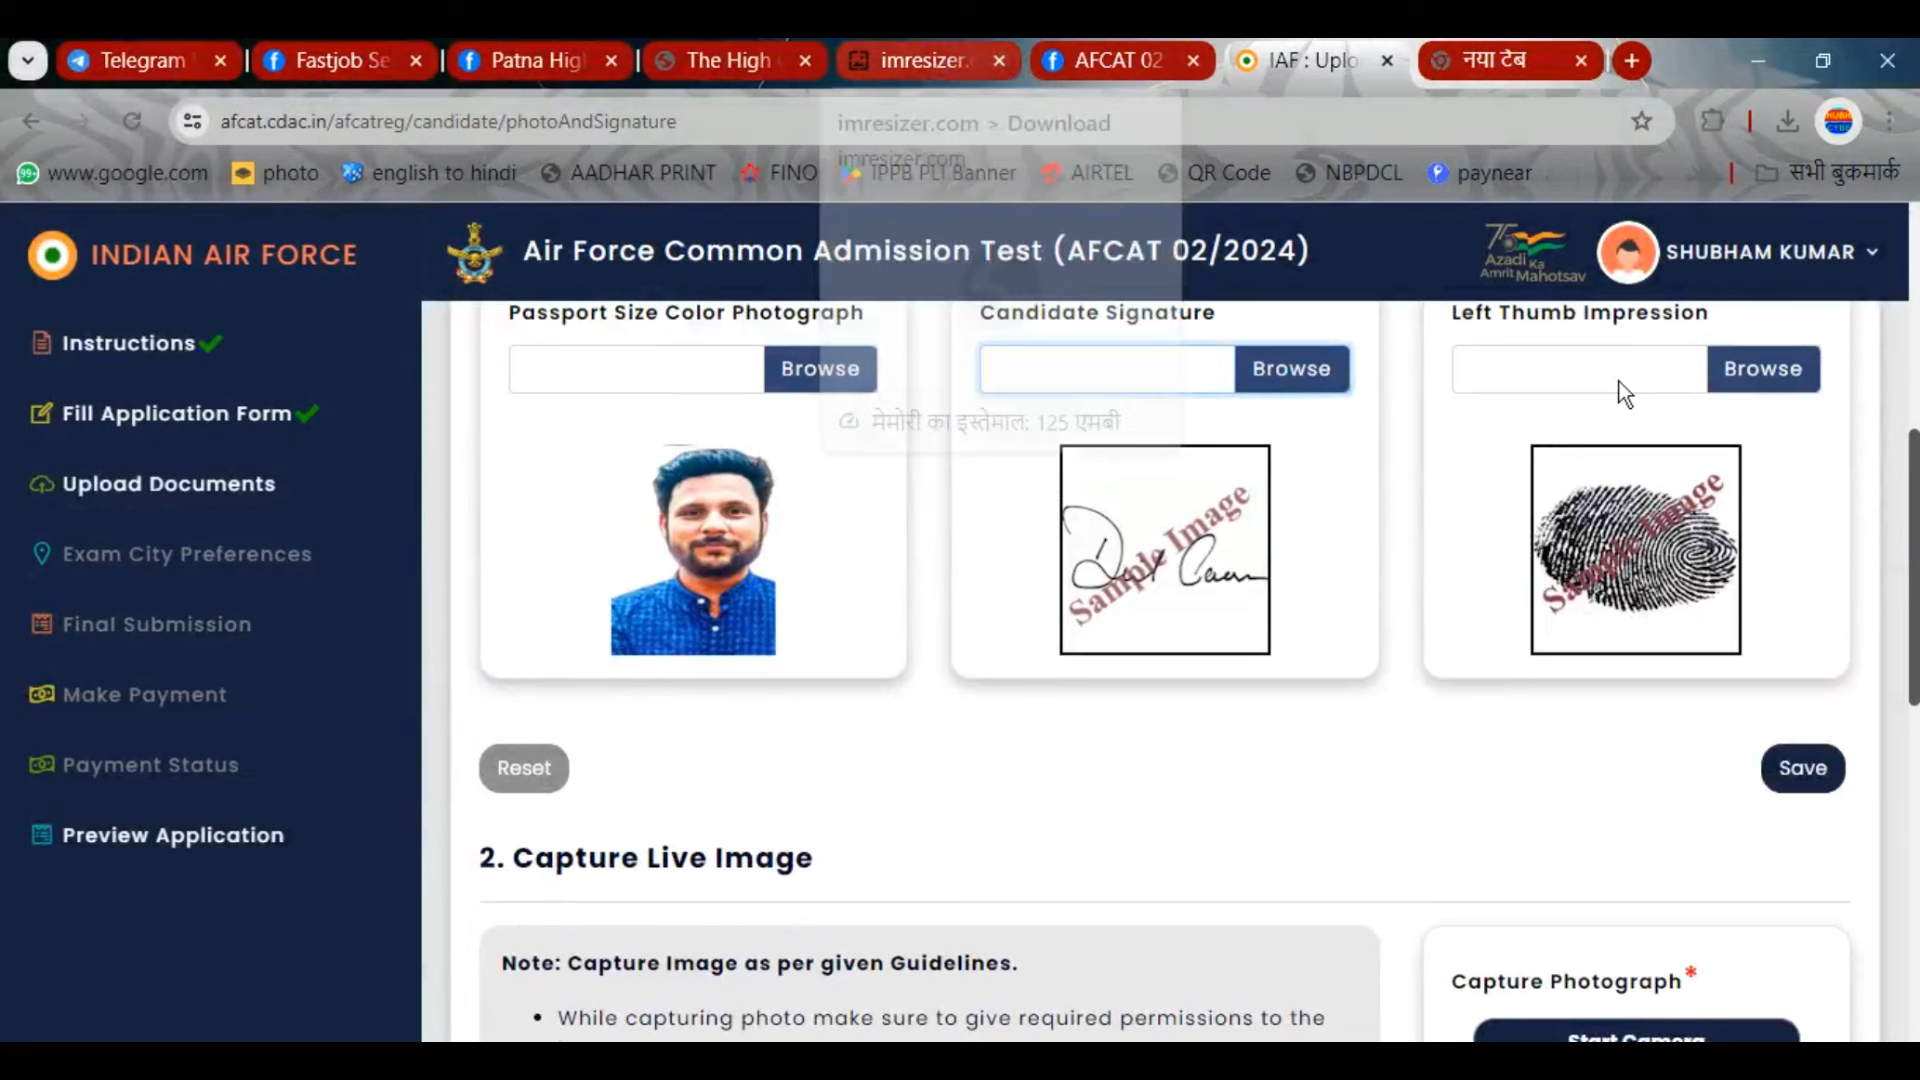 Telegram
Fastjob Se
Patna Hig
The High
imresizer.
AFCAT 02
IAF : Uplo
नया टैब
afcat.cdac.in/afcatreg/candidate/photoAndSignature
imresizer.com > Download
imresizer.com
99+
www.google.com
photo
english to hindi
AADHAR PRINT
FINO
IPPB PLI Banner
AIRTEL
QR Code
NBPDCL
paynear
सभी बुकमार्क
INDIAN AIR FORCE
Air Force Common Admission Test (AFCAT 02/2024)
75
Azadi Ka
Amrit Mahotsav
SHUBHAM KUMAR
Instructions
Fill Application Form
Upload Documents
Exam City Preferences
Final Submission
Make Payment
Payment Status
Preview Application
Passport Size Color Photograph
Browse
Candidate Signature
Browse
Left Thumb Impression
Browse
मेमोरी का इस्तेमाल: 125 एमबी
Sample Image
Sample Image
Reset
Save
2. Capture Live Image
Note: Capture Image as per given Guidelines.
• While capturing photo make sure to give required permissions to the
Capture Photograph*
Start Camera